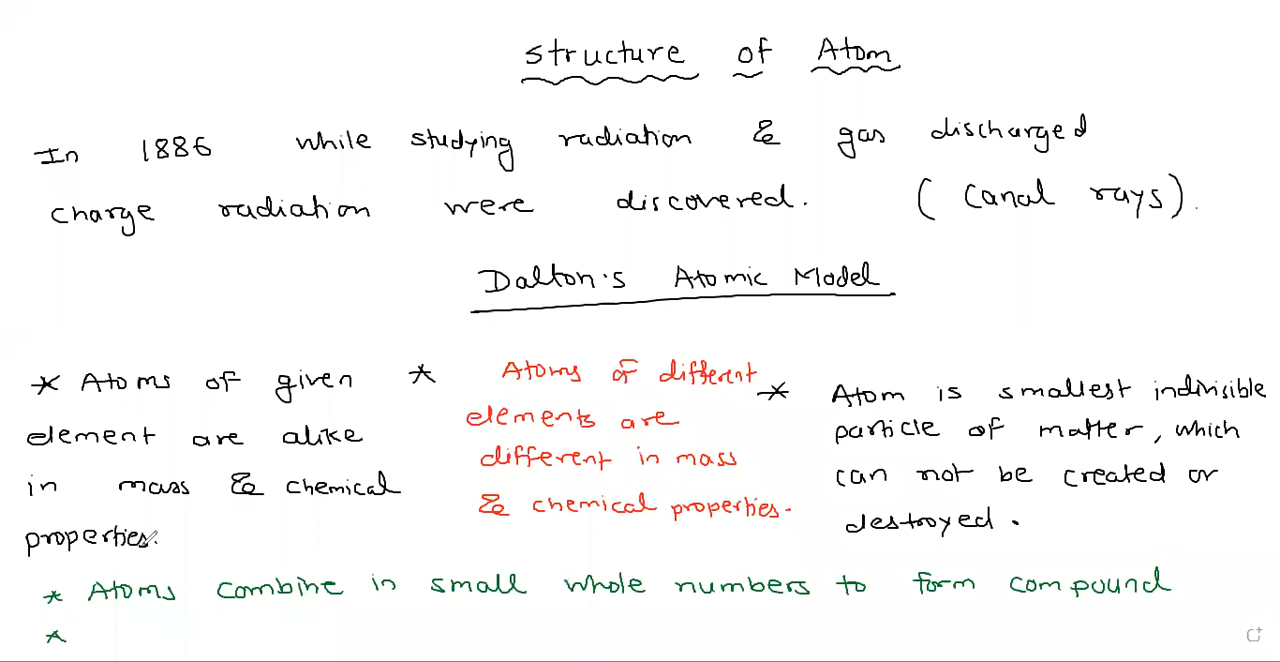 structure of Atom
In 1886 while studying radiation & gas discharged
charge radiation were discovered. (canal rays).
Dalton's Atomic Model
* Atoms of given
element are alike
in mass & chemical
properties.
* Atoms of different
elements are
different in mass
& chemical properties.
* Atom is smallest indivisible
particle of matter, which
can not be created or
destroyed.
* Atoms combine in small whole numbers to form compound
*